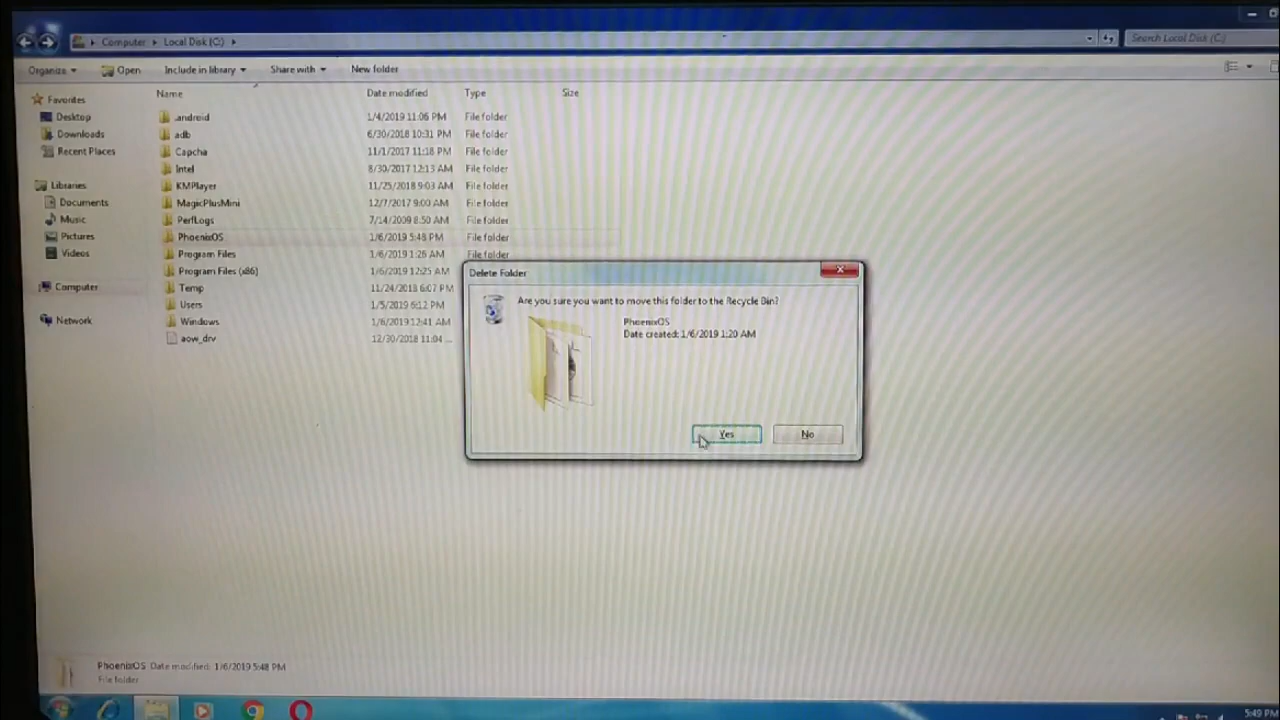 Computer ▸ Local Disk (C:) ▸
Search Local Disk (C:)
Organize Open Include in library Share with New folder
Name Date modified Type Size
Favorites
Desktop
Downloads
Recent Places
Libraries
Documents
Music
Pictures
Videos
Computer
Network
.android 1/4/2019 11:06 PM File folder
adb 6/30/2018 10:31 PM File folder
Capcha 11/1/2017 11:18 PM File folder
Intel 8/30/2017 12:13 AM File folder
KMPlayer 11/25/2018 9:03 AM File folder
MagicPlusMini 12/7/2017 9:00 AM File folder
PerfLogs 7/14/2009 8:50 AM File folder
PhoenixOS 1/6/2019 5:48 PM File folder
Program Files 1/6/2019 1:26 AM File folder
Program Files (x86) 1/6/2019 12:25 AM
Temp 11/24/2018 6:07 PM
Users 1/5/2019 6:12 PM
Windows 1/6/2019 12:41 AM
aow_drv 12/30/2018 11:04 ...
Delete Folder
Are you sure you want to move this folder to the Recycle Bin?
PhoenixOS
Date created: 1/6/2019 1:20 AM
Yes No
PhoenixOS Date modified: 1/6/2019 5:48 PM
File folder
5:49 PM